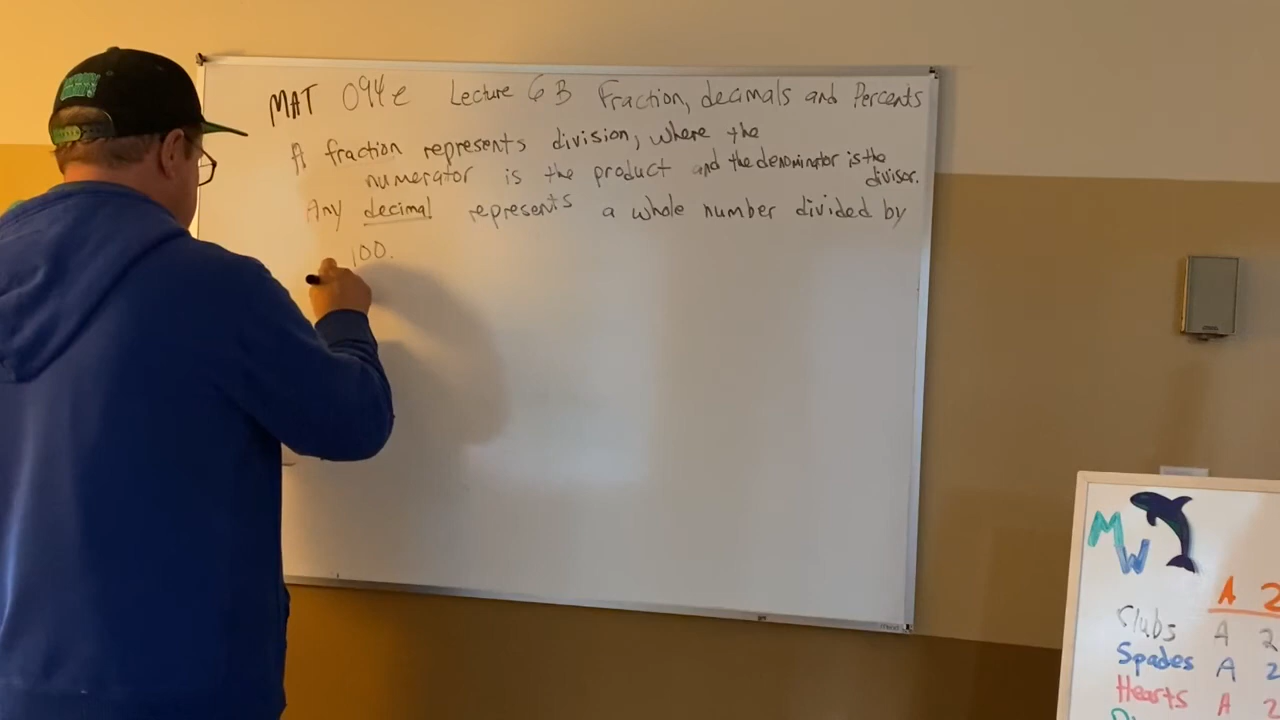 MAT 094e Lecture 6B Fraction, decimals and Percents
A fraction represents division, where the
numerator is the product and the denominator is the
divisor.
Any decimal represents a whole number divided by
100.
MW
A 2
Clubs A 2
Spades A 2
Hearts A 2